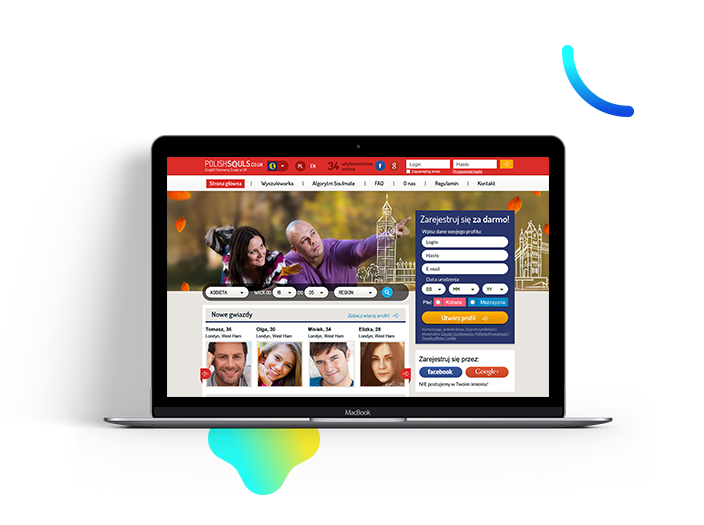 POLISHSOULS.CO.UK
PL EN
34 użytkowników
online
f g
Login
Hasło
Zapamiętaj mnie
Przypomnij hasło
Strona główna | Wyszukiwarka | Algorytm Soulmate | FAQ | O nas | Regulamin | Kontakt
Zarejestruj się za darmo!
Wpisz dane swojego profilu:
Login
Hasło
E-mail
Data urodzenia
DD MM YY
Płeć Kobieta Mężczyzna
Utwórz profil
KOBIETA WIEK OD 18 DO 35 REGION
Nowe gwiazdy
Zobacz więcej profili
Tomasz, 36
Londyn, West Ham
Olga, 30
Londyn, West Ham
Misiek, 34
Londyn, West Ham
Elizka, 28
Londyn, West Ham
Zarejestruj się przez:
facebook Google+
NIE postujemy w Twoim imieniu!
MacBook